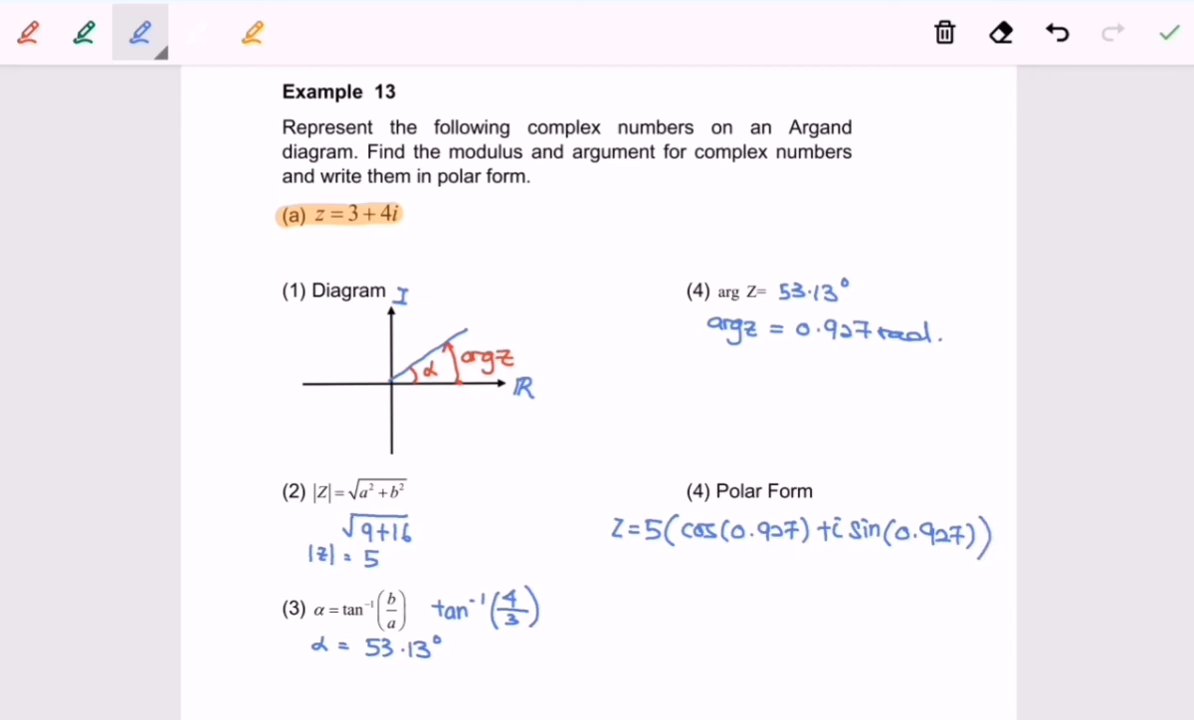 Example 13
Represent the following complex numbers on an Argand
diagram. Find the modulus and argument for complex numbers
and write them in polar form.
(a) z = 3 + 4i
(1) Diagram
I
α
arg z
ℝ
(2) |Z| = √(a² + b²)
√(9+16)
|z| = 5
(3) α = tan⁻¹(b/a) tan⁻¹(4/3)
α = 53.13°
(4) arg Z= 53.13°
arg z = 0.927 rad.
(4) Polar Form
Z = 5(cos(0.927) + i sin(0.927))